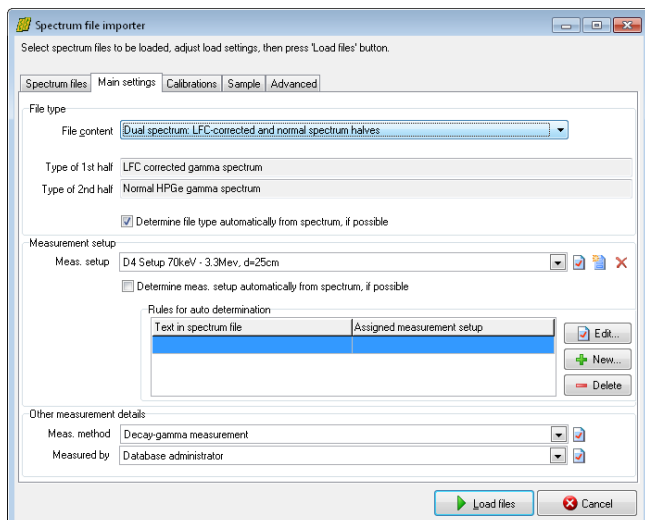 Spectrum file importer
Select spectrum files to be loaded, adjust load settings, then press 'Load files' button.
Spectrum files Main settings Calibrations Sample Advanced
File type
File content Dual spectrum: LFC-corrected and normal spectrum halves
Type of 1st half LFC corrected gamma spectrum
Type of 2nd half Normal HPGe gamma spectrum
Determine file type automatically from spectrum, if possible
Measurement setup
Meas. setup D4 Setup 70keV - 3.3Mev, d=25cm
Determine meas. setup automatically from spectrum, if possible
Rules for auto determination
Text in spectrum file Assigned measurement setup
Edit...
New...
Delete
Other measurement details
Meas. method Decay-gamma measurement
Measured by Database administrator
Load files Cancel